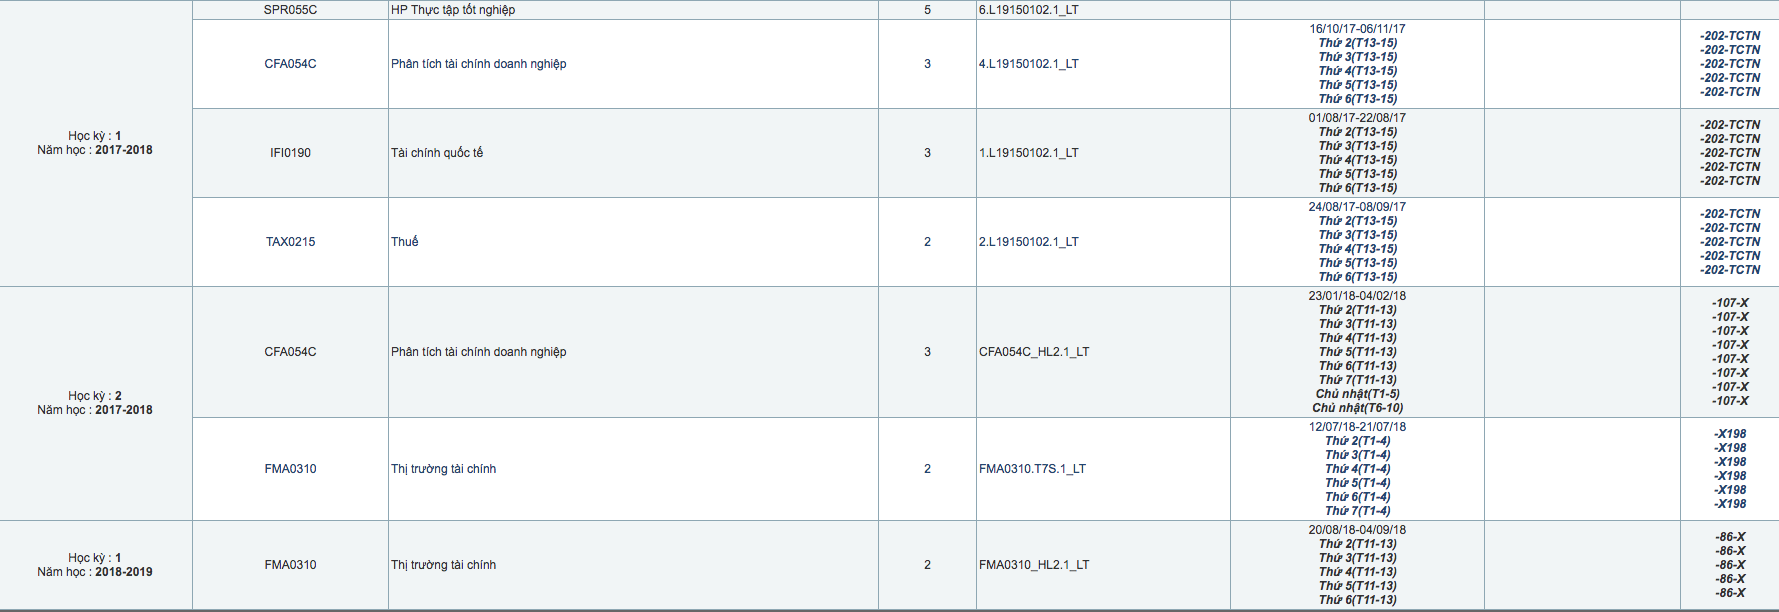 SPR055C HP Thực tập tốt nghiệp 5 6.L19150102.1_LT
Học kỳ : 1
Năm học : 2017-2018
CFA054C Phân tích tài chính doanh nghiệp 3 4.L19150102.1_LT
16/10/17-06/11/17
Thứ 2(T13-15) -202-TCTN
Thứ 3(T13-15) -202-TCTN
Thứ 4(T13-15) -202-TCTN
Thứ 5(T13-15) -202-TCTN
Thứ 6(T13-15) -202-TCTN
IFI0190 Tài chính quốc tế 3 1.L19150102.1_LT
01/08/17-22/08/17
Thứ 2(T13-15) -202-TCTN
Thứ 3(T13-15) -202-TCTN
Thứ 4(T13-15) -202-TCTN
Thứ 5(T13-15) -202-TCTN
Thứ 6(T13-15) -202-TCTN
TAX0215 Thuế 2 2.L19150102.1_LT
24/08/17-08/09/17
Thứ 2(T13-15) -202-TCTN
Thứ 3(T13-15) -202-TCTN
Thứ 4(T13-15) -202-TCTN
Thứ 5(T13-15) -202-TCTN
Thứ 6(T13-15) -202-TCTN
Học kỳ : 2
Năm học : 2017-2018
CFA054C Phân tích tài chính doanh nghiệp 3 CFA054C_HL2.1_LT
23/01/18-04/02/18
Thứ 2(T11-13) -107-X
Thứ 3(T11-13) -107-X
Thứ 4(T11-13) -107-X
Thứ 5(T11-13) -107-X
Thứ 6(T11-13) -107-X
Thứ 7(T11-13) -107-X
Chủ nhật(T1-5) -107-X
Chủ nhật(T6-10) -107-X
FMA0310 Thị trường tài chính 2 FMA0310.T7S.1_LT
12/07/18-21/07/18
Thứ 2(T1-4) -X198
Thứ 3(T1-4) -X198
Thứ 4(T1-4) -X198
Thứ 5(T1-4) -X198
Thứ 6(T1-4) -X198
Thứ 7(T1-4) -X198
Học kỳ : 1
Năm học : 2018-2019
FMA0310 Thị trường tài chính 2 FMA0310_HL2.1_LT
20/08/18-04/09/18
Thứ 2(T11-13) -86-X
Thứ 3(T11-13) -86-X
Thứ 4(T11-13) -86-X
Thứ 5(T11-13) -86-X
Thứ 6(T11-13) -86-X